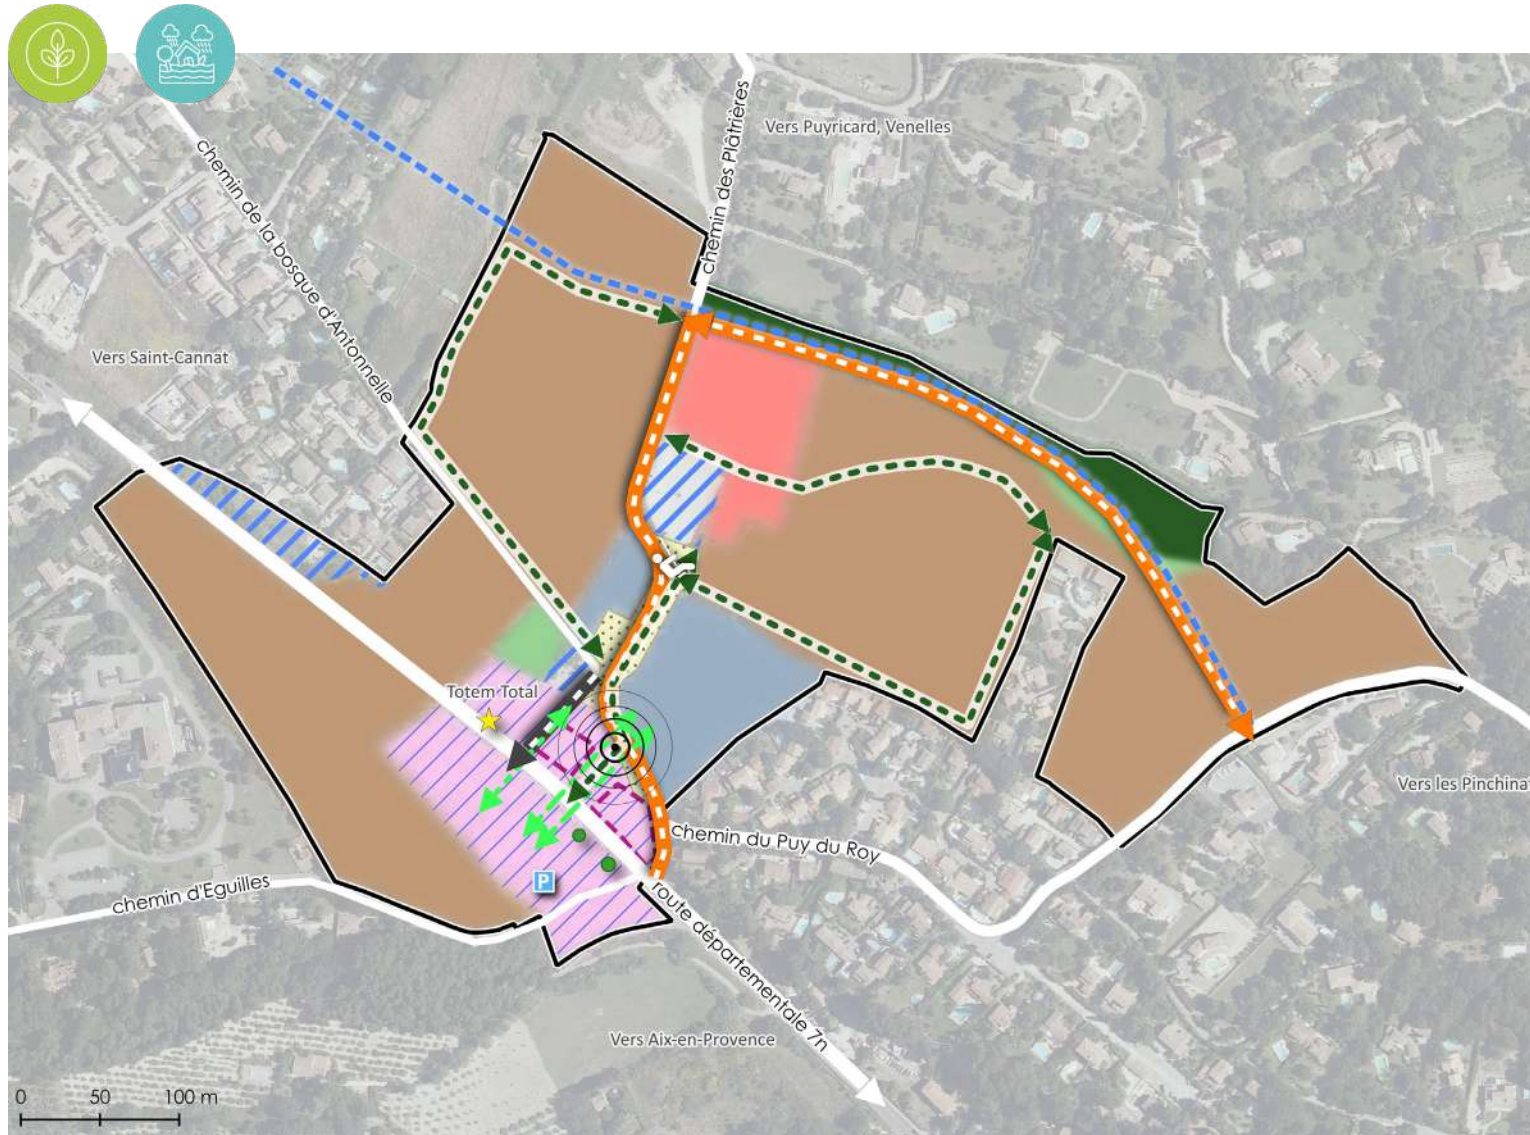 Vers Puyricard, Venelles
chemin des Plâtrières
chemin de la bosque d'Antonnelle
Vers Saint-Cannat
Totem Total
Vers les Pinchina
chemin du Puy du Roy
chemin d'Eguilles
P
route départementale 7n
Vers Aix-en-Provence
0 50 100 m